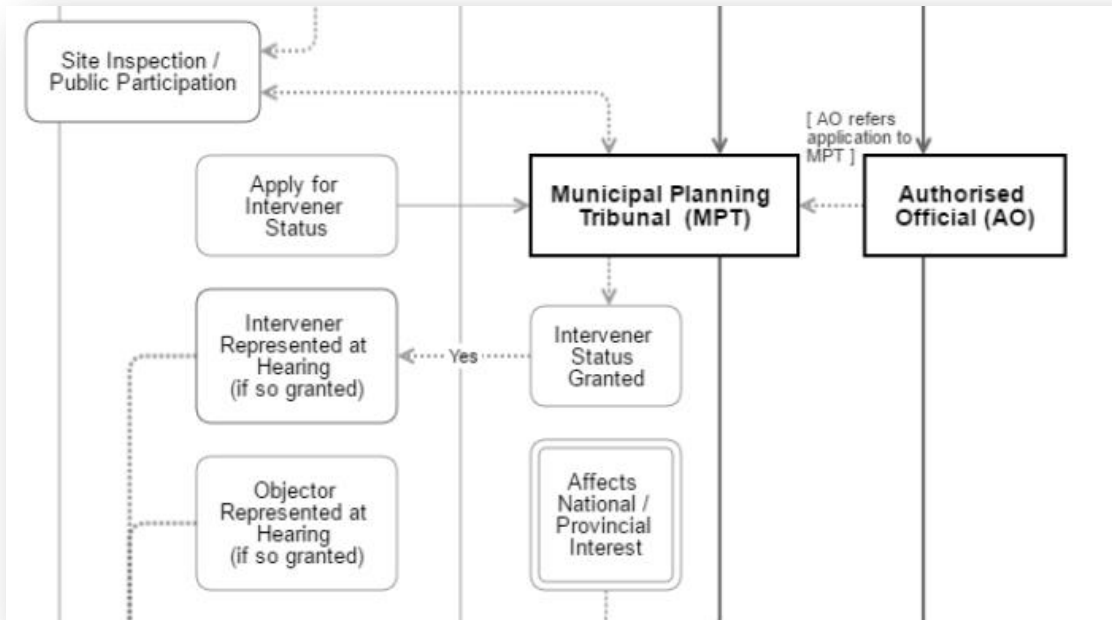 Site Inspection /
Public Participation
[ AO refers
application to
MPT ]
Apply for
Intervener
Status
Municipal Planning
Tribunal (MPT)
Authorised
Official (AO)
Intervener
Represented at
Hearing
(if so granted)
Yes
Intervener
Status
Granted
Objector
Represented at
Hearing
(if so granted)
Affects
National /
Provincial
Interest